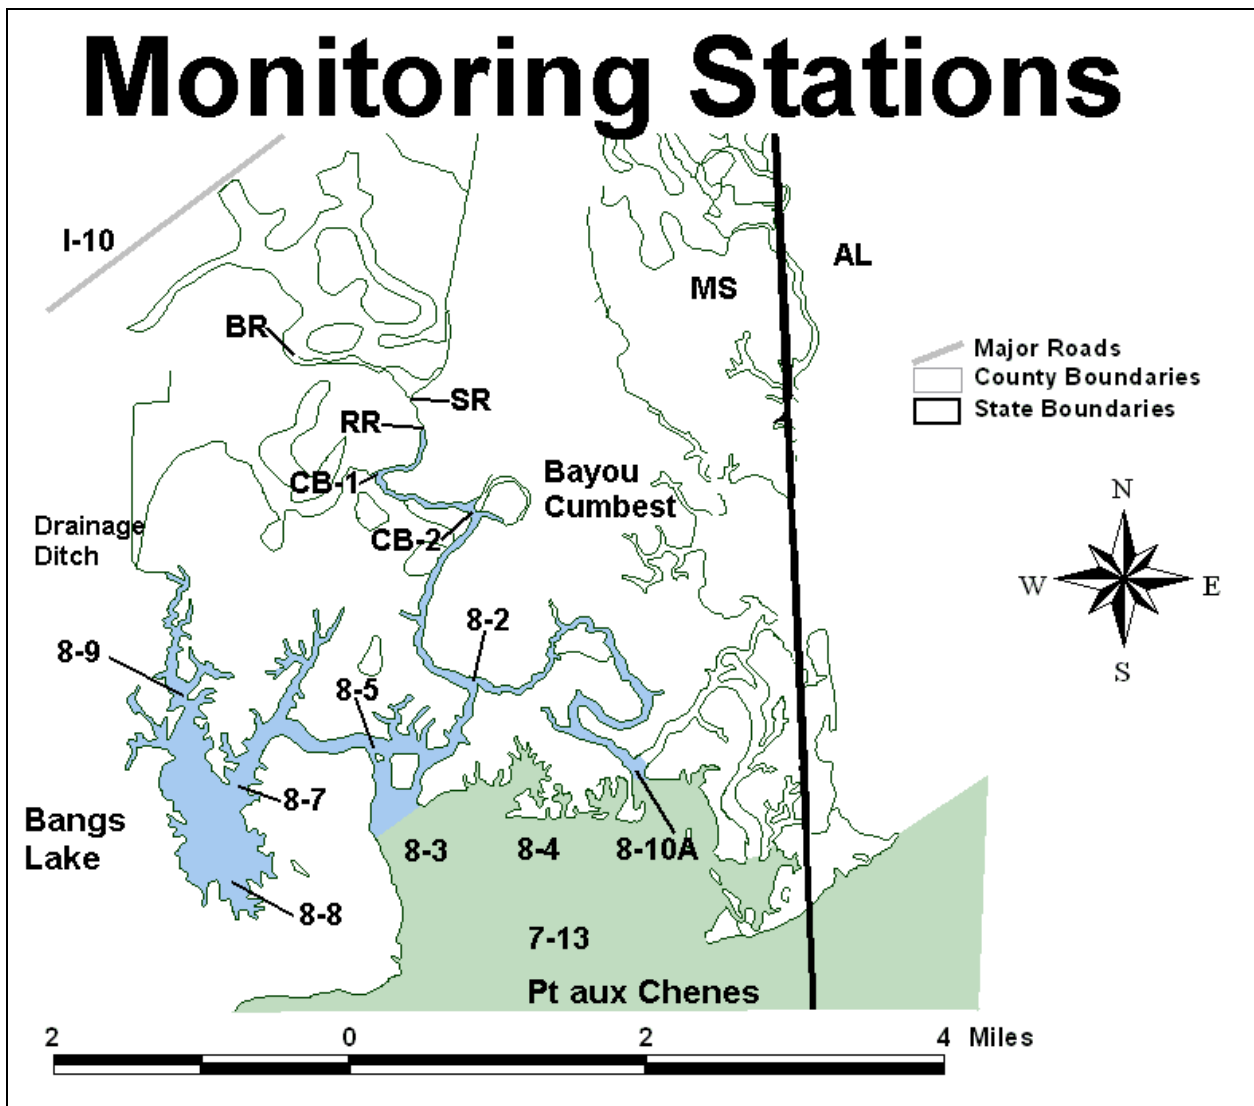 Monitoring Stations
I-10
AL
MS
BR
Major Roads
County Boundaries
State Boundaries
SR
RR
CB-1
Bayou
Cumbest
N
Drainage
Ditch
CB-2
W
E
8-2
8-9
S
8-5
8-7
Bangs
Lake
8-3
8-4
8-10A
8-8
7-13
Pt aux Chenes
2
0
2
4
Miles